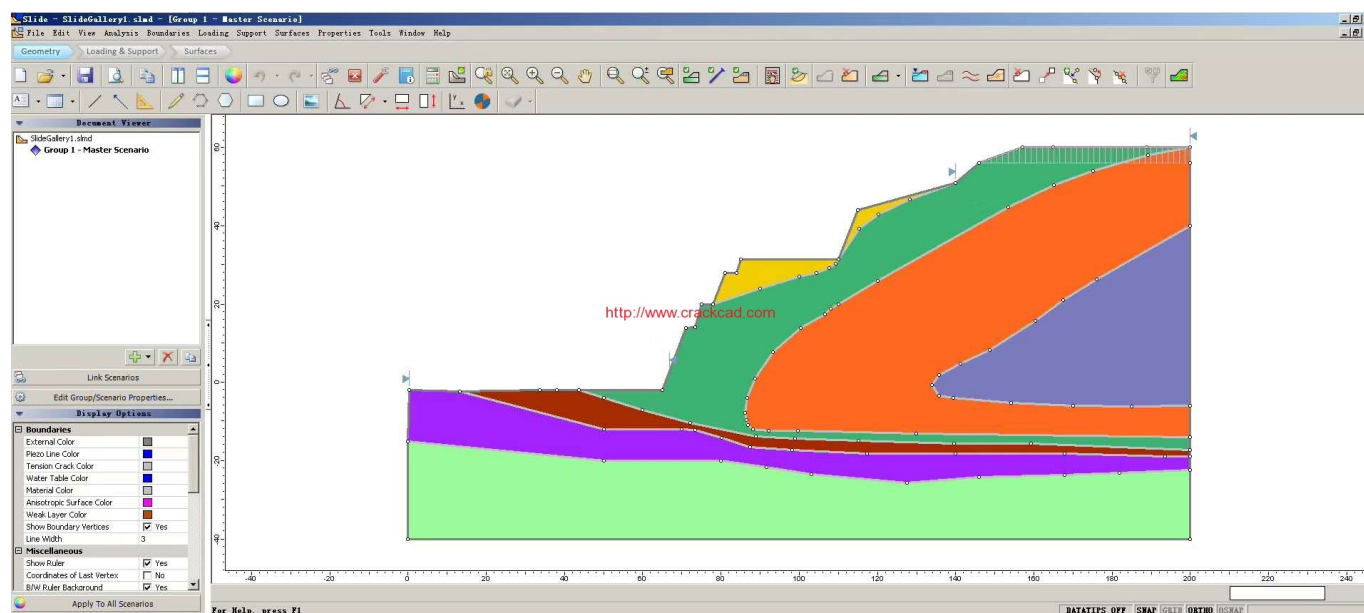 Slide - SlideGallery1.slmd - [Group 1 - Master Scenario]
File Edit View Analysis Boundaries Loading Support Surfaces Properties Tools Window Help
Geometry Loading & Support Surfaces
Document Viewer
SlideGallery1.slmd
Group 1 - Master Scenario
Link Scenarios
Edit Group/Scenario Properties...
Display Options
Boundaries
External Color
Piezo Line Color
Tension Crack Color
Water Table Color
Material Color
Anisotropic Surface Color
Weak Layer Color
Show Boundary Vertices Yes
Line Width 3
Miscellaneous
Show Ruler Yes
Coordinates of Last Vertex No
B/W Ruler Background Yes
Apply To All Scenarios
60
40
20
0
-20
-40
http://www.crackcad.com
-40 -20 0 20 40 60 80 100 120 140 160 180 200 220 240
For Help, press F1
DATATIPS OFF SNAP GRID ORTHO OSNAP